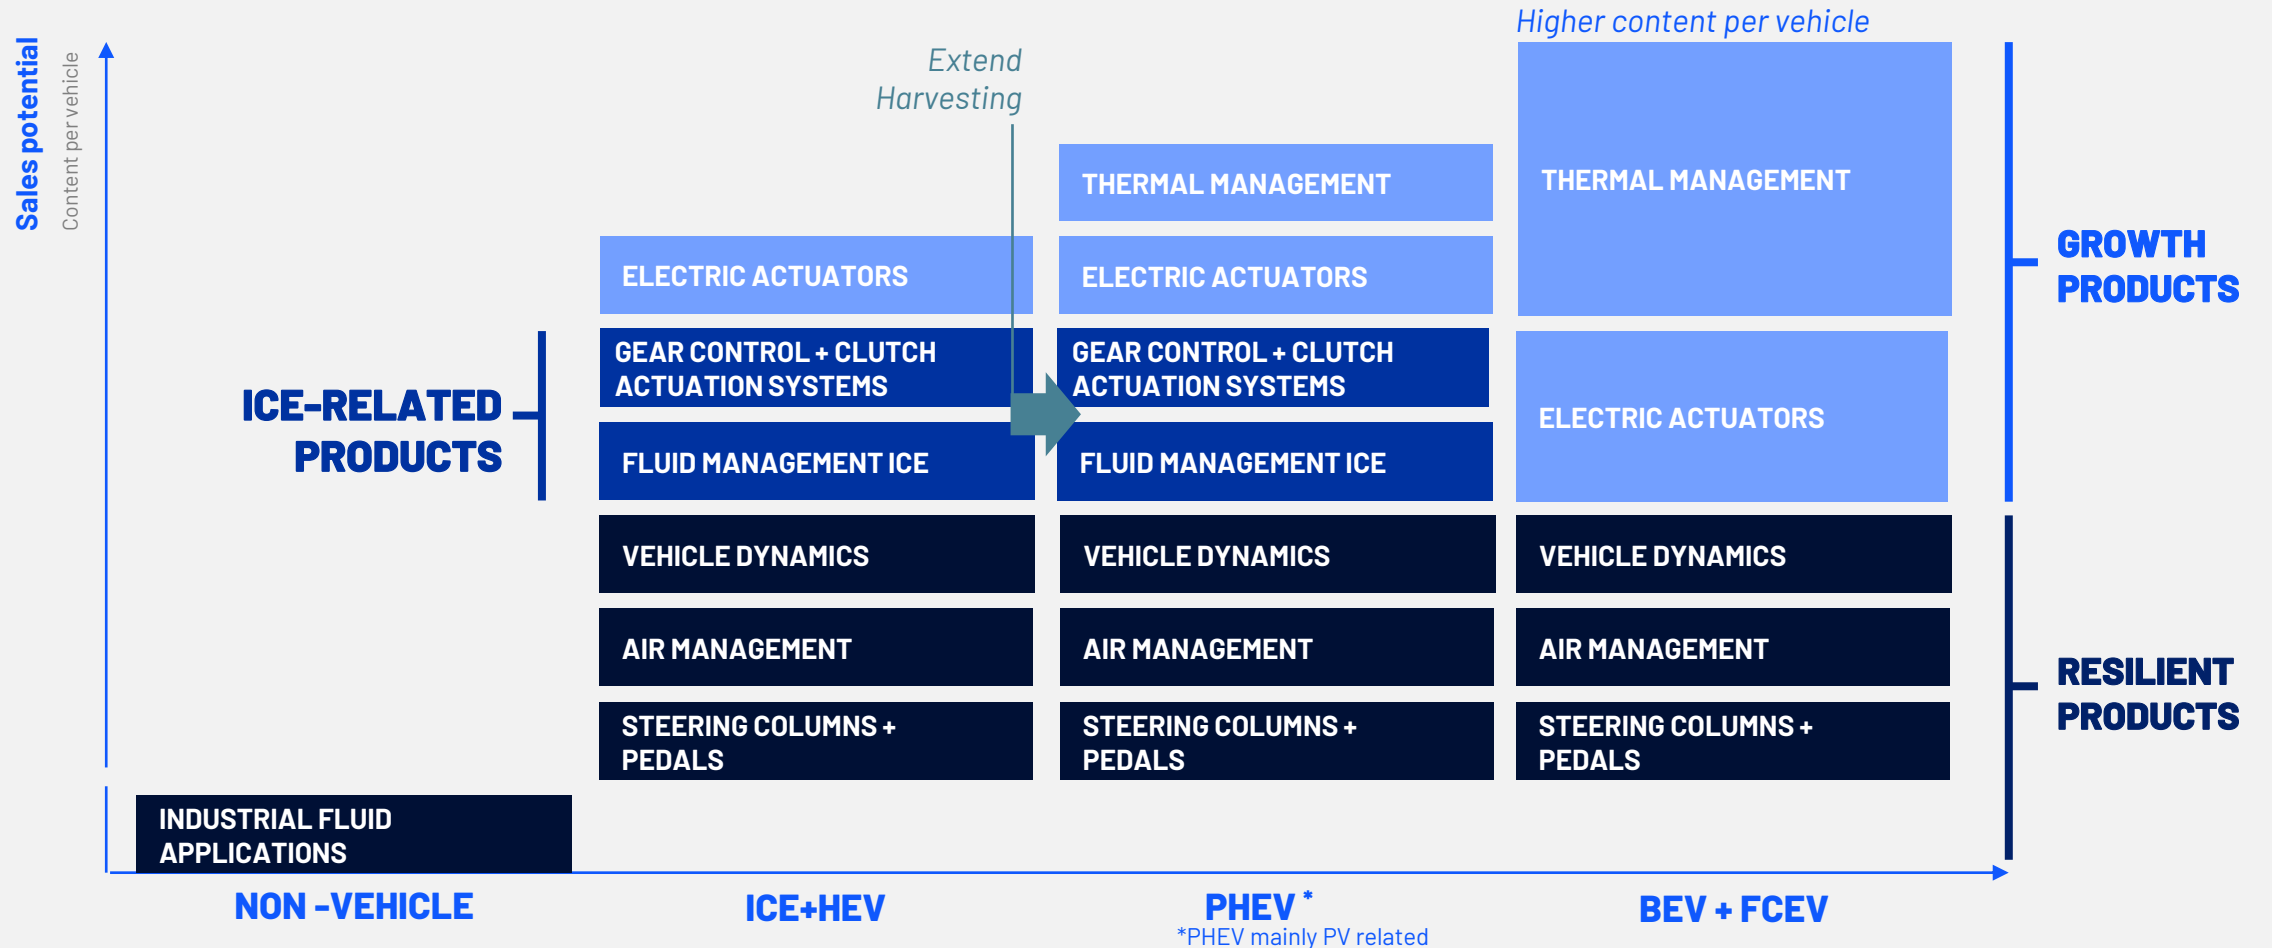 Sales potential
Content per vehicle
Extend
Harvesting
Higher content per vehicle
ICE-RELATED
PRODUCTS
ELECTRIC ACTUATORS
GEAR CONTROL + CLUTCH
ACTUATION SYSTEMS
FLUID MANAGEMENT ICE
VEHICLE DYNAMICS
AIR MANAGEMENT
STEERING COLUMNS +
PEDALS
THERMAL MANAGEMENT
ELECTRIC ACTUATORS
GEAR CONTROL + CLUTCH
ACTUATION SYSTEMS
FLUID MANAGEMENT ICE
VEHICLE DYNAMICS
AIR MANAGEMENT
STEERING COLUMNS +
PEDALS
THERMAL MANAGEMENT
ELECTRIC ACTUATORS
VEHICLE DYNAMICS
AIR MANAGEMENT
STEERING COLUMNS +
PEDALS
GROWTH
PRODUCTS
RESILIENT
PRODUCTS
INDUSTRIAL FLUID
APPLICATIONS
NON -VEHICLE
ICE+HEV
PHEV *
*PHEV mainly PV related
BEV + FCEV